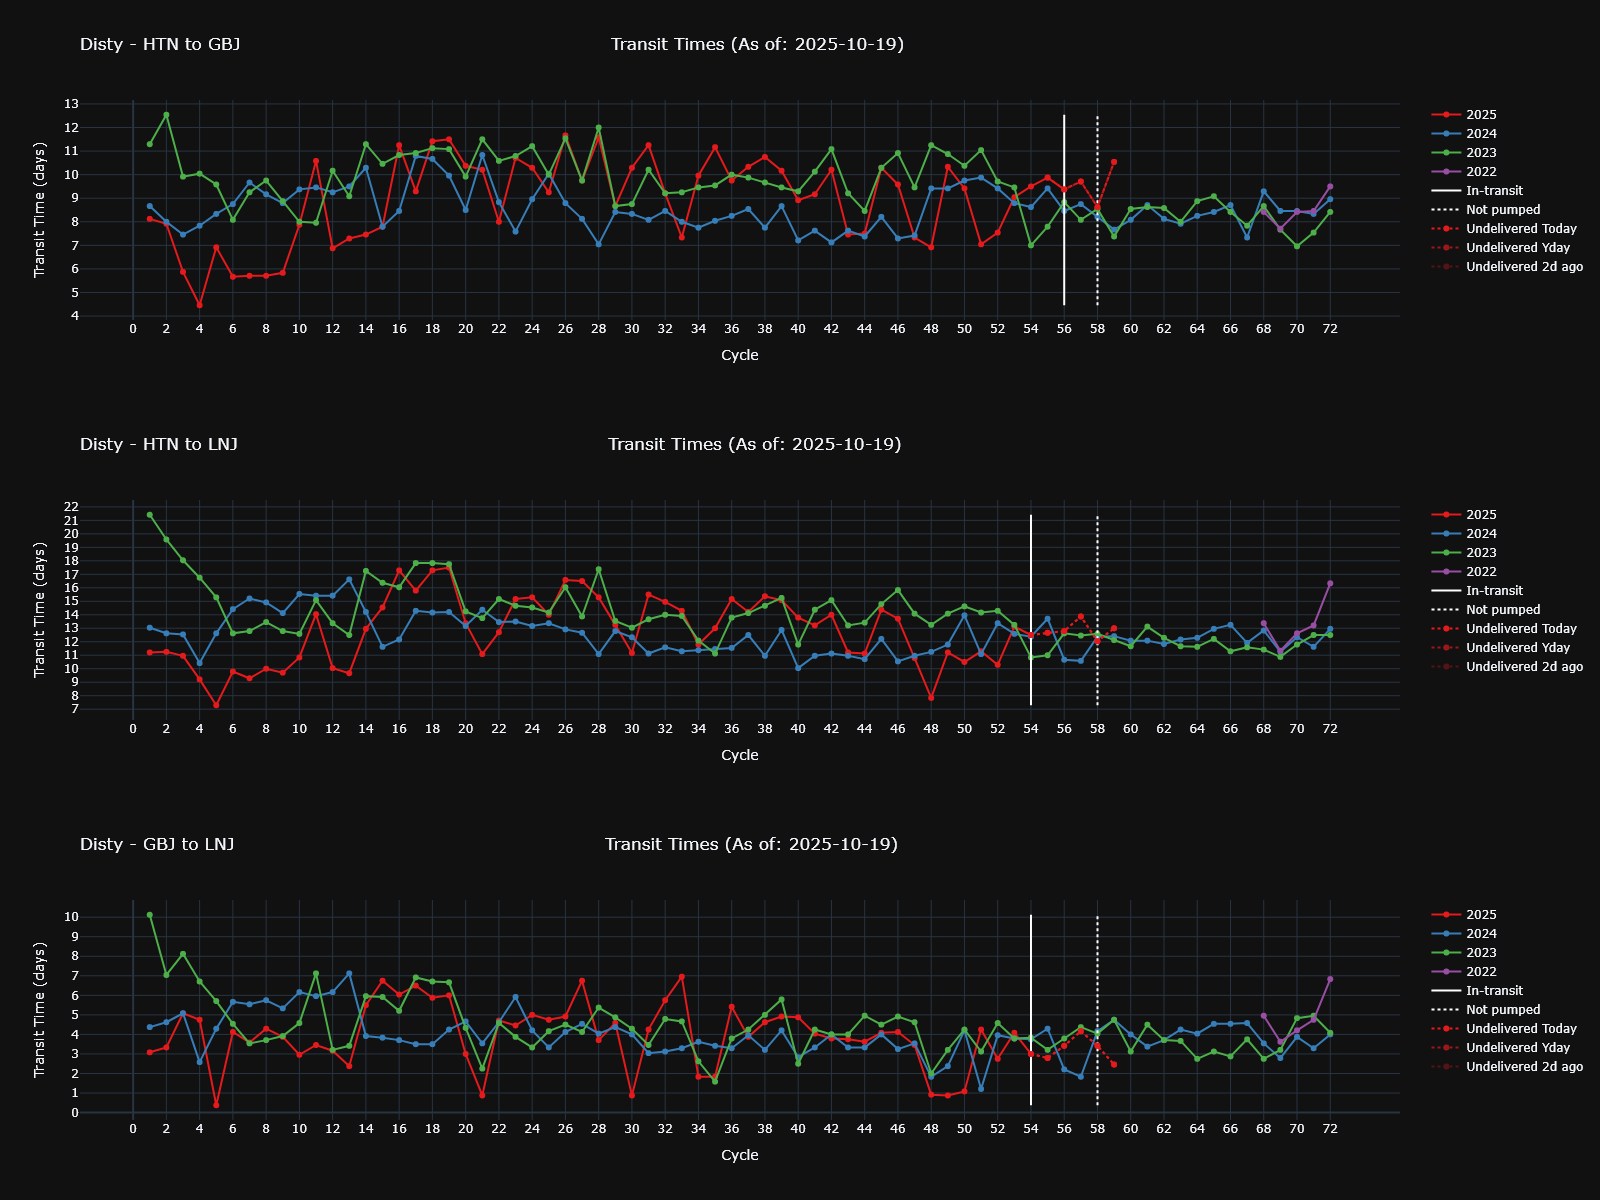 Disty - HTN to GBJ
Transit Times (As of: 2025-10-19)
Transit Time (days)
13
12
11
10
9
8
7
6
5
4
0 2 4 6 8 10 12 14 16 18 20 22 24 26 28 30 32 34 36 38 40 42 44 46 48 50 52 54 56 58 60 62 64 66 68 70 72
Cycle
2025
2024
2023
2022
In-transit
Not pumped
Undelivered Today
Undelivered Yday
Undelivered 2d ago
Disty - HTN to LNJ
Transit Times (As of: 2025-10-19)
Transit Time (days)
22
21
20
19
18
17
16
15
14
13
12
11
10
9
8
7
0 2 4 6 8 10 12 14 16 18 20 22 24 26 28 30 32 34 36 38 40 42 44 46 48 50 52 54 56 58 60 62 64 66 68 70 72
Cycle
2025
2024
2023
2022
In-transit
Not pumped
Undelivered Today
Undelivered Yday
Undelivered 2d ago
Disty - GBJ to LNJ
Transit Times (As of: 2025-10-19)
Transit Time (days)
10
9
8
7
6
5
4
3
2
1
0
0 2 4 6 8 10 12 14 16 18 20 22 24 26 28 30 32 34 36 38 40 42 44 46 48 50 52 54 56 58 60 62 64 66 68 70 72
Cycle
2025
2024
2023
2022
In-transit
Not pumped
Undelivered Today
Undelivered Yday
Undelivered 2d ago